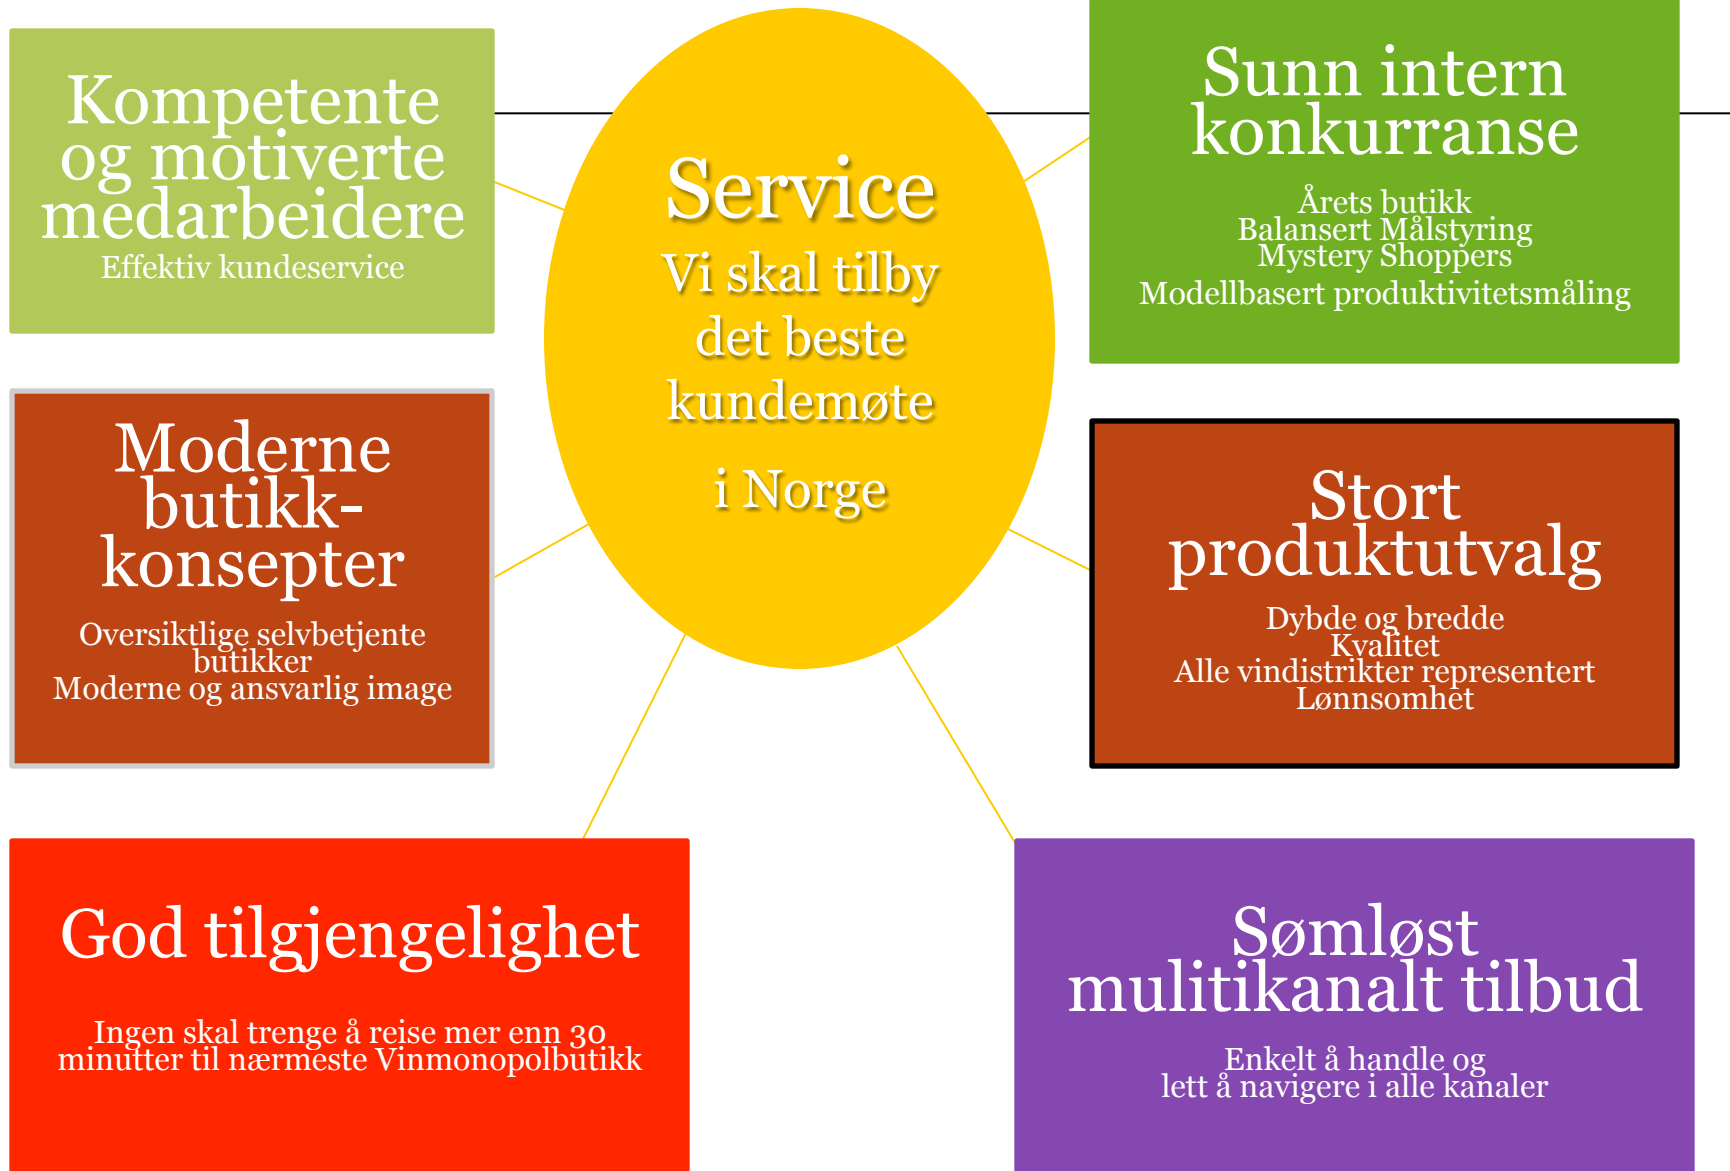 Kompetente
og motiverte
medarbeidere
Effektiv kundeservice
Service
Vi skal tilby
det beste
kundemøte
i Norge
Sunn intern
konkurranse
Årets butikk
Balansert Målstyring
Mystery Shoppers
Modellbasert produktivitetsmåling
Moderne
butikk-
konsepter
Oversiktlige selvbetjente
butikker
Moderne og ansvarlig image
Stort
produktutvalg
Dybde og bredde
Kvalitet
Alle vindistrikter representert
Lønnsomhet
God tilgjengelighet
Ingen skal trenge å reise mer enn 30
minutter til nærmeste Vinmonopolbutikk
Sømløst
mulitikanalt tilbud
Enkelt å handle og
lett å navigere i alle kanaler